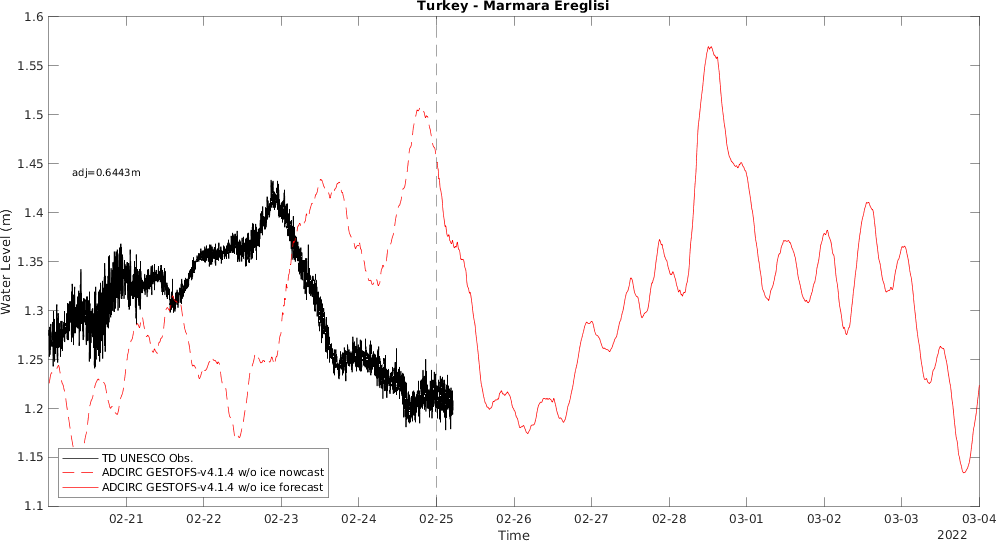 Turkey - Marmara Ereglisi
1.6
1.55
1.5
1.45
1.4
1.35
1.3
1.25
1.2
1.15
1.1
Water Level (m)
adj=0.6443m
TD UNESCO Obs.
ADCIRC GESTOFS-v4.1.4 w/o ice nowcast
ADCIRC GESTOFS-v4.1.4 w/o ice forecast
02-21 02-22 02-23 02-24 02-25 02-26 02-27 02-28 03-01 03-02 03-03 03-04
Time
2022